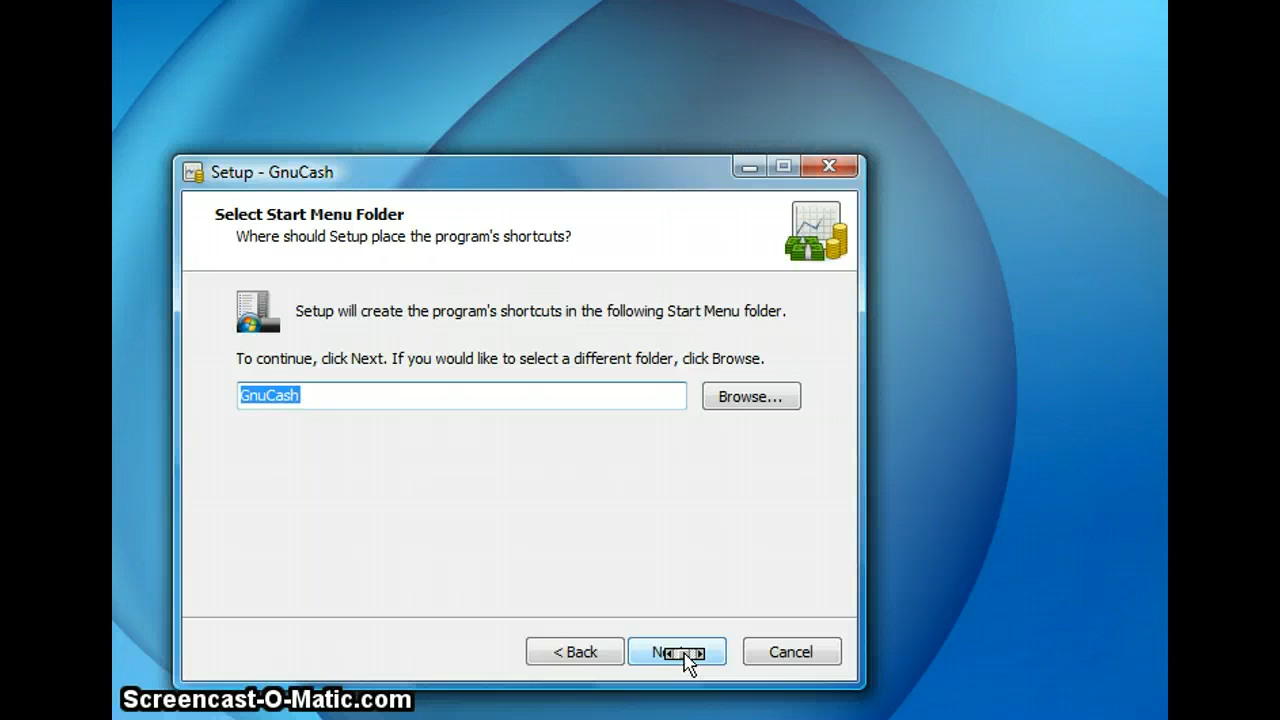 Setup - GnuCash
Select Start Menu Folder
Where should Setup place the program's shortcuts?
Setup will create the program's shortcuts in the following Start Menu folder.
To continue, click Next. If you would like to select a different folder, click Browse.
GnuCash
Browse...
< Back
Cancel
Screencast-O-Matic.com